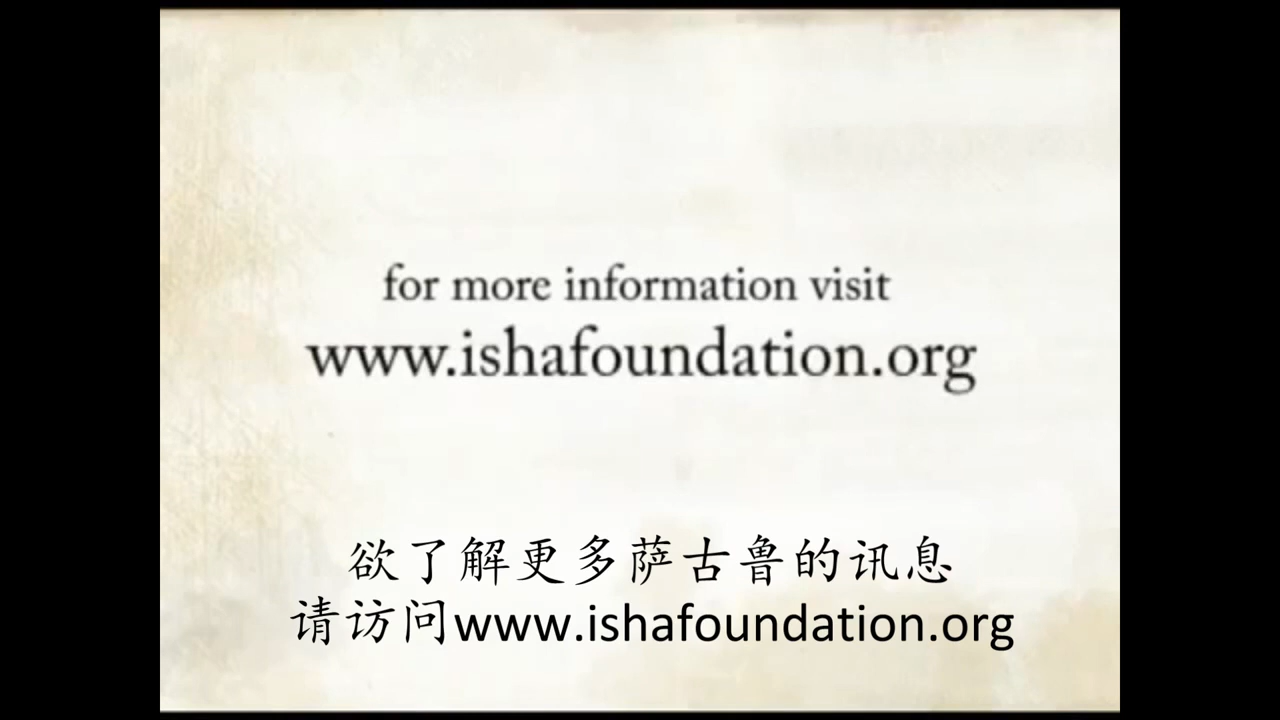 for more information visit
www.ishafoundation.org
欲了解更多萨古鲁的讯息
请访问www.ishafoundation.org